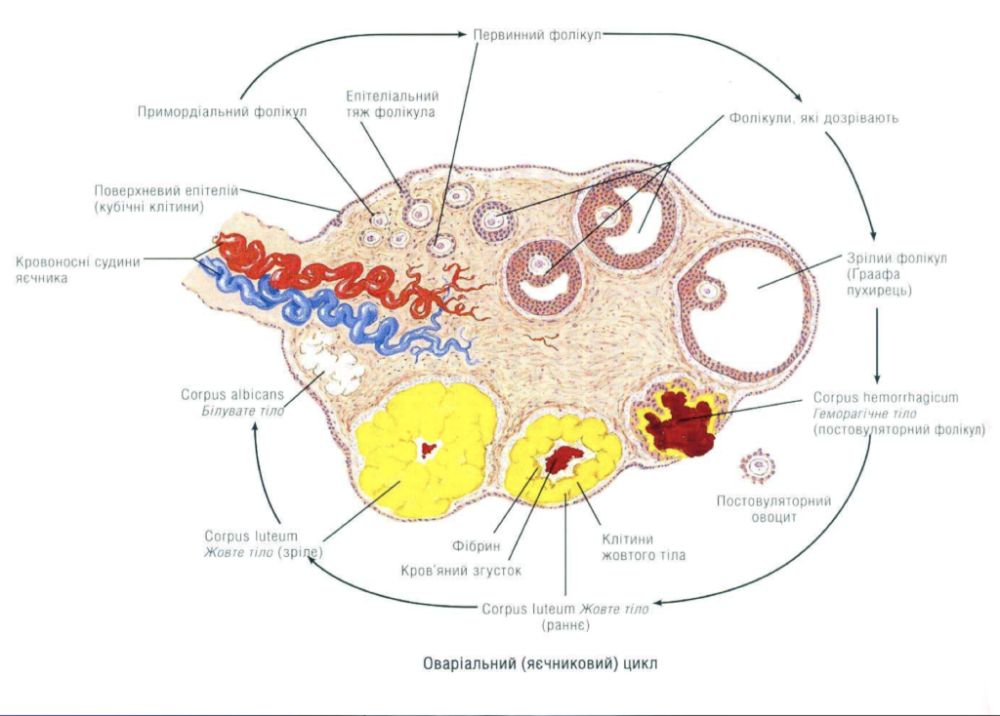 Первинний фолікул
Примордіальний фолікул
Епітеліальний
тяж фолікула
Фолікули, які дозрівають
Поверхневий епітелій
(кубічні клітини)
Кровоносні судини
яєчника
Зрілий фолікул
(Ґраафа
пухирець)
Corpus albicans
Білувате тіло
Corpus hemorrhagicum
Геморагічне тіло
(постовуляторний фолікул)
Постовуляторний
овоцит
Corpus luteum
Жовте тіло (зріле)
Фібрин
Кров'яний згусток
Клітини
жовтого тіла
Corpus luteum Жовте тіло
(раннє)
Оваріальний (яєчниковий) цикл